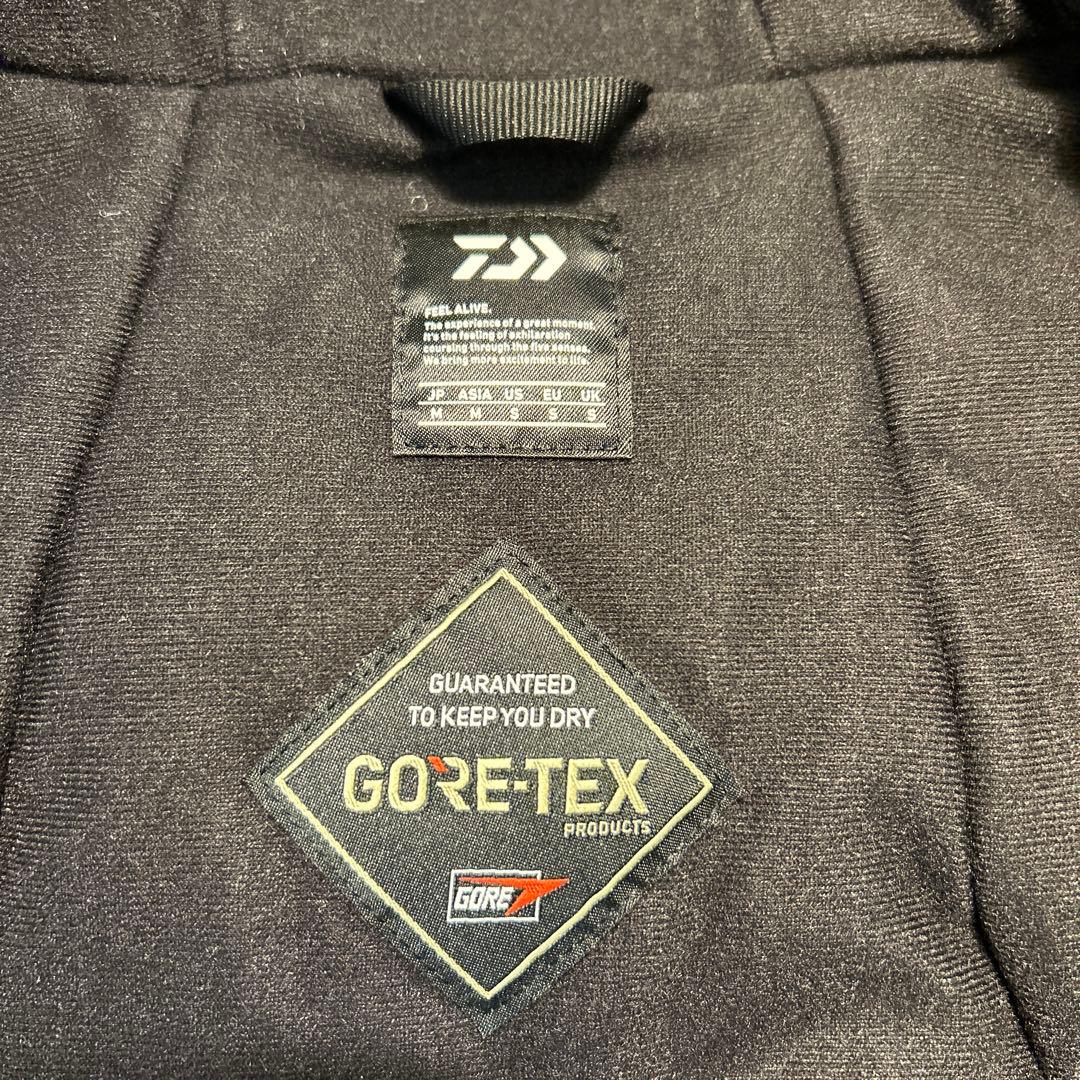 FEEL ALIVE.
The experience of a great moment.
It's the feeling of exhilaration
coursing through the five senses.
We bring more excitement to life.
JP ASIA US EU UK
M M S S S
GUARANTEED
TO KEEP YOU DRY
GORE-TEX
PRODUCTS
GORE